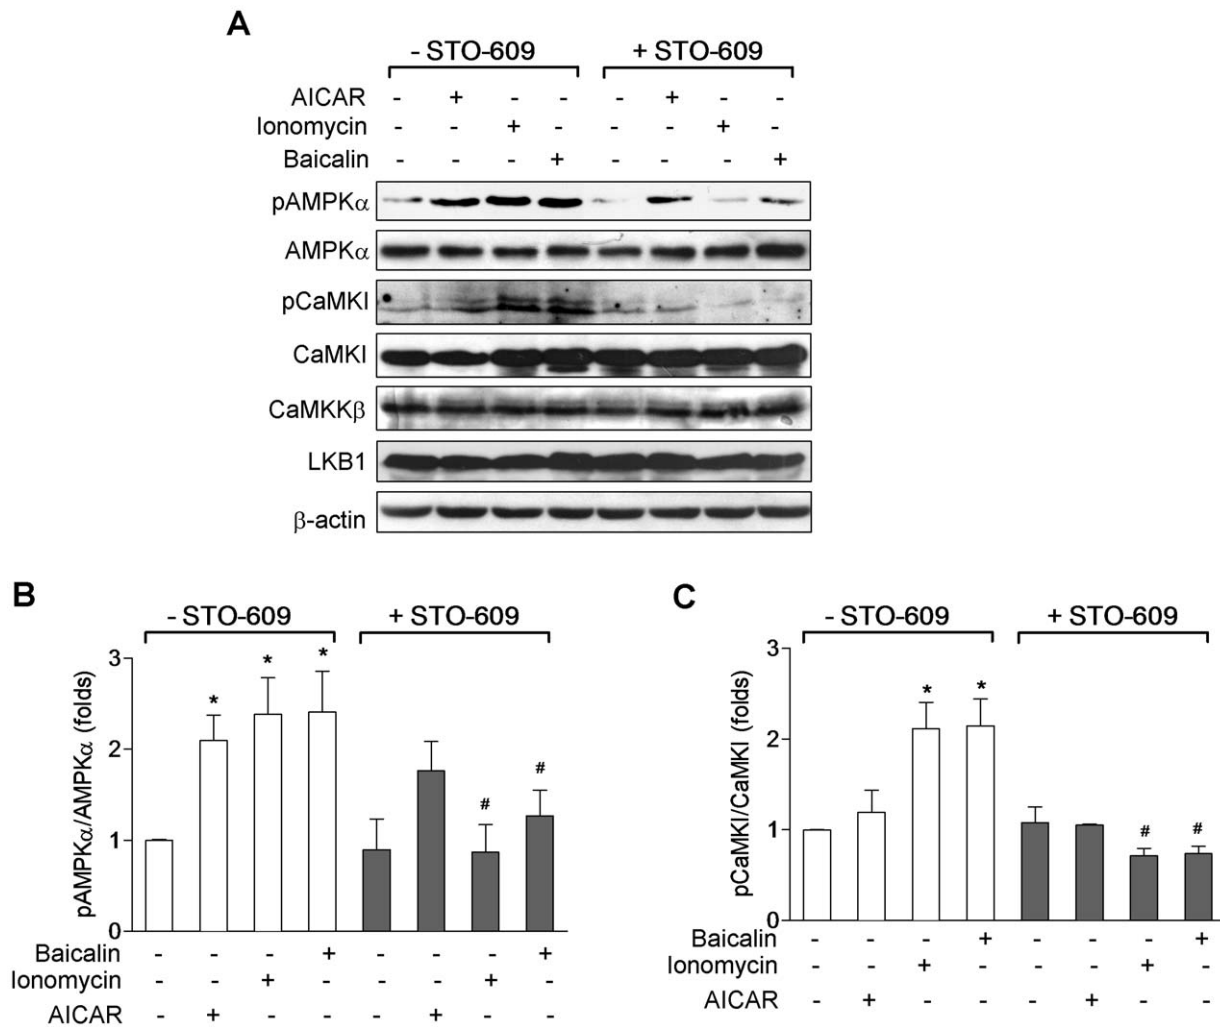 A
- STO-609 + STO-609
AICAR - + - - - + - -
Ionomycin - - + - - - + -
Baicalin - - - + - - - +
pAMPKα
AMPKα
pCaMKI
CaMKI
CaMKKβ
LKB1
β-actin
B
- STO-609 + STO-609
pAMPKα/AMPKα (folds)
3
2
1
0
* * * # #
Baicalin - - - + - - - +
Ionomycin - - + - - - + -
AICAR - + - - - + - -
C
- STO-609 + STO-609
pCaMKI/CaMKI (folds)
3
2
1
0
* * # #
Baicalin - - - + - - - +
Ionomycin - - + - - - + -
AICAR - + - - - + - -